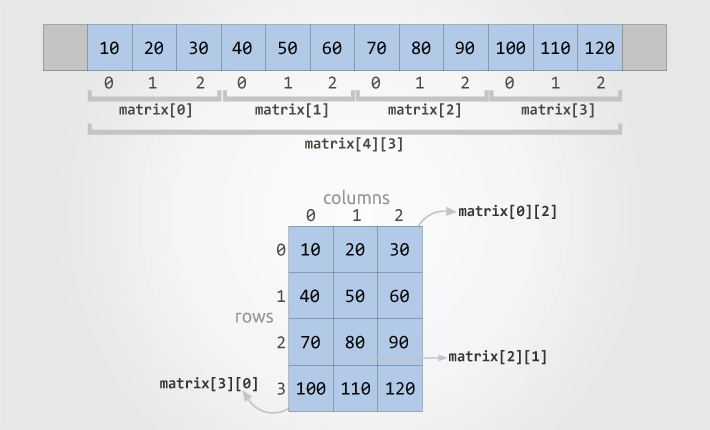 10 20 30 40 50 60 70 80 90 100 110 120
0 1 2 0 1 2 0 1 2 0 1 2
matrix[0] matrix[1] matrix[2] matrix[3]
matrix[4][3]
columns
0 1 2 matrix[0][2]
0 10 20 30
1 40 50 60
rows
2 70 80 90
matrix[2][1]
matrix[3][0] 3 100 110 120